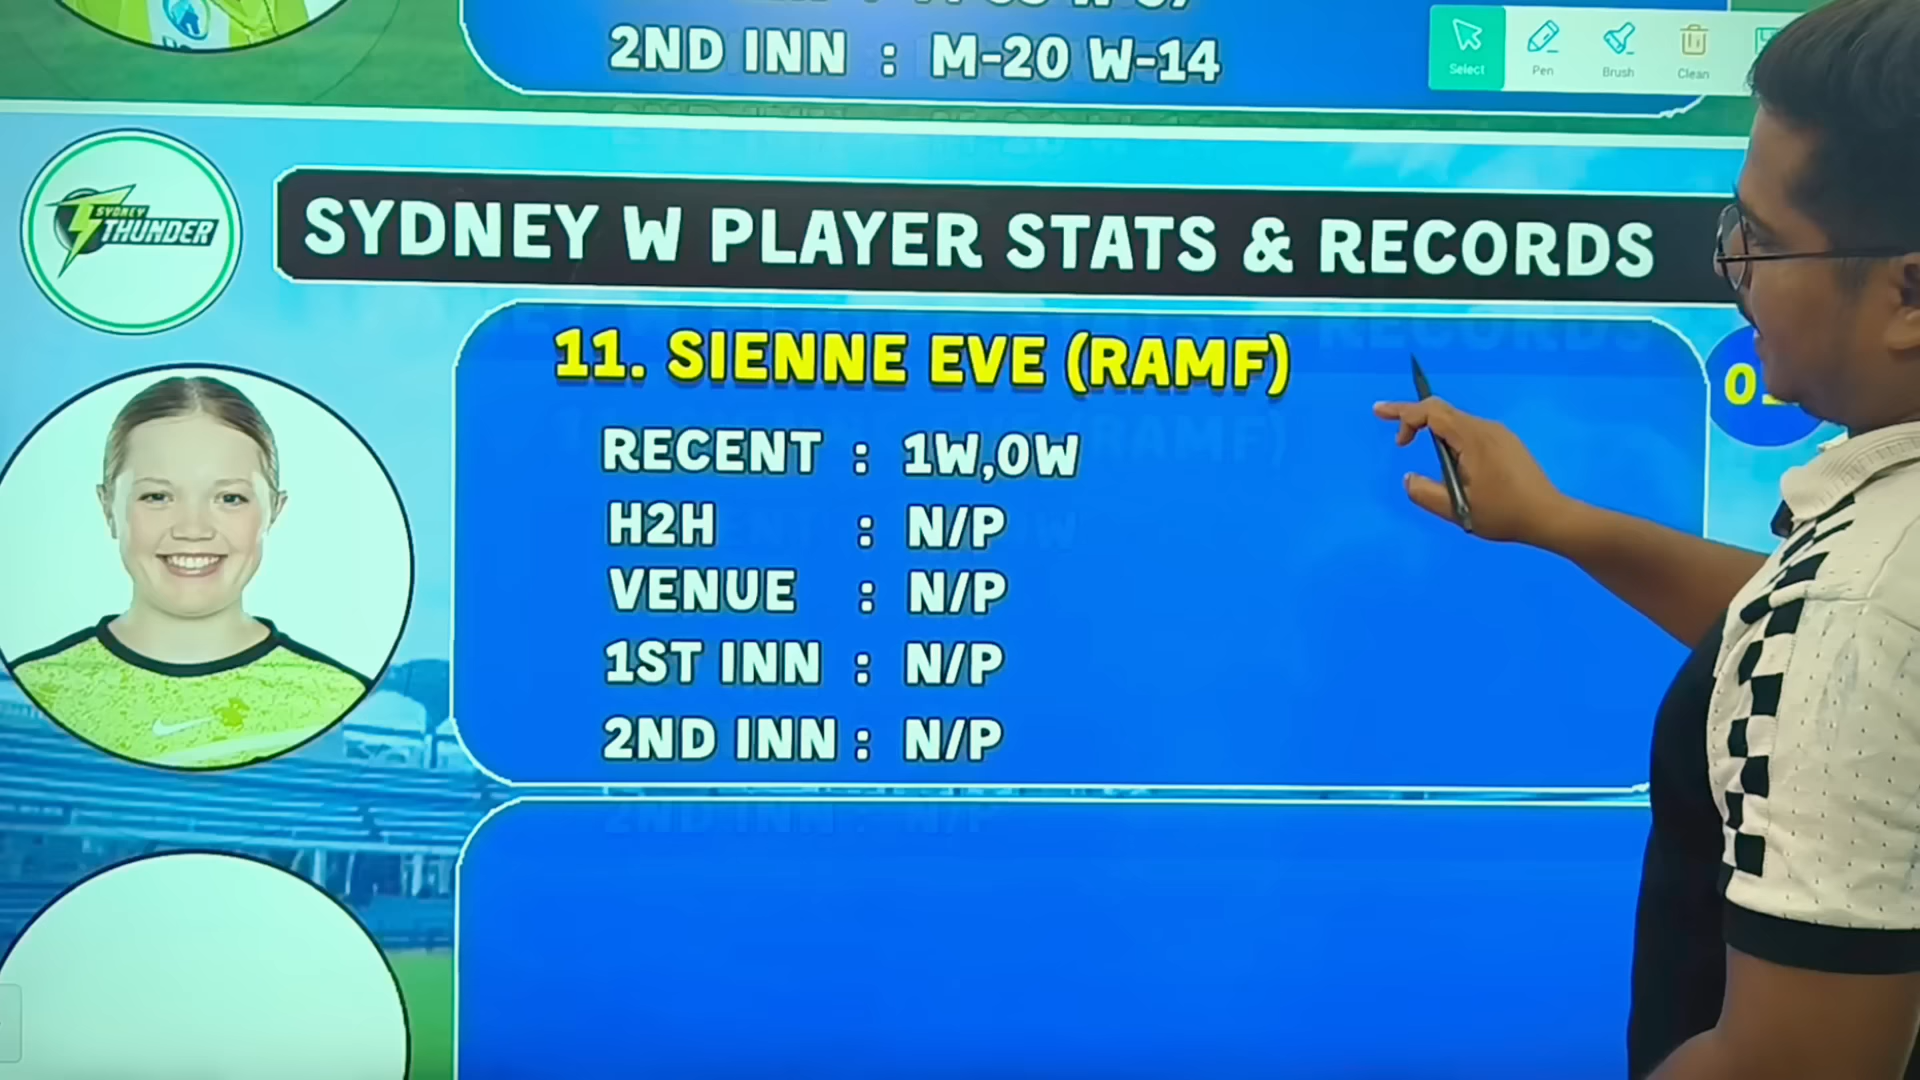 2ND INN : M-20 W-14
Select Pen Brush Clean
SYDNEY THUNDER
SYDNEY W PLAYER STATS & RECORDS
11. SIENNE EVE (RAMF)
RECENT : 1W,0W
H2H : N/P
VENUE : N/P
1ST INN : N/P
2ND INN : N/P